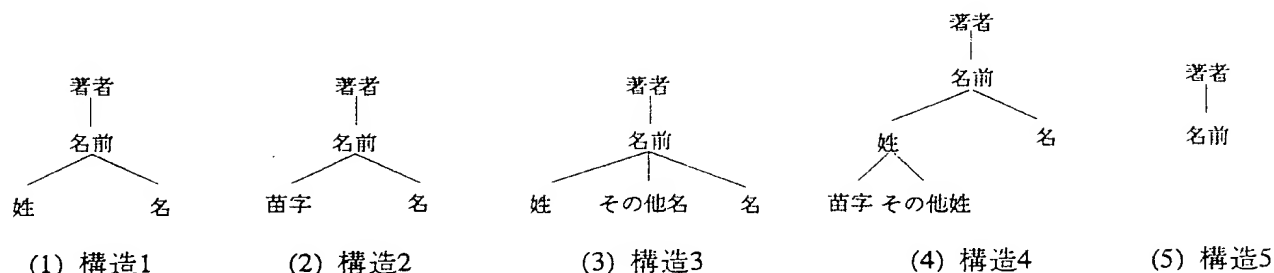 著者
名前
姓 名
(1) 構造1
著者
名前
苗字 名
(2) 構造2
著者
名前
姓 その他名 名
(3) 構造3
著者
名前
姓 名
苗字 その他姓
(4) 構造4
著者
名前
(5) 構造5